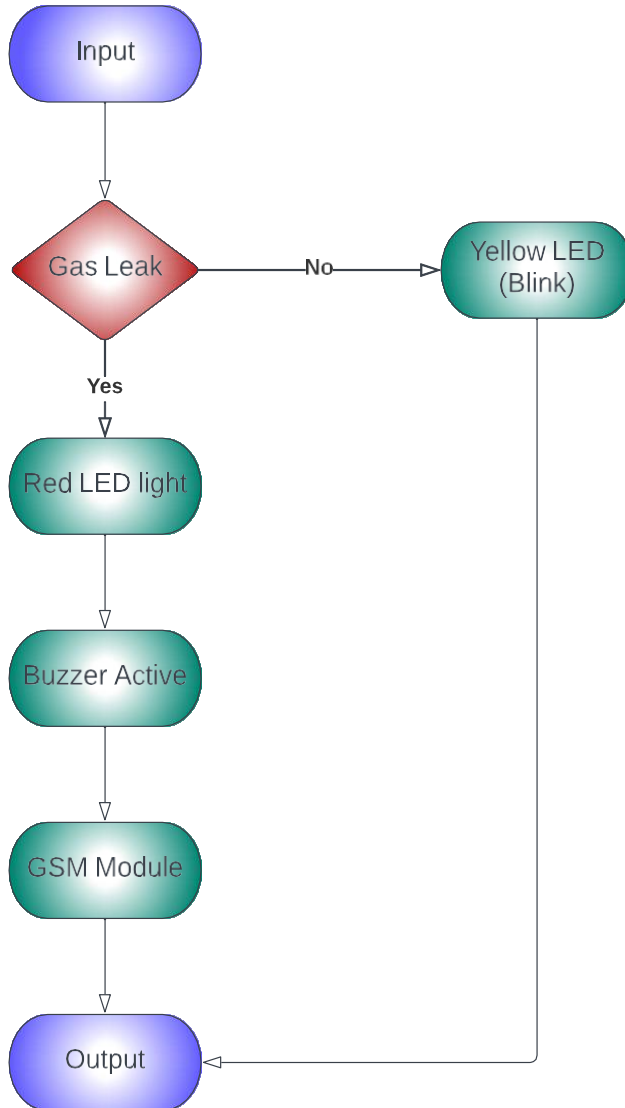 Input
Gas Leak
No
Yellow LED
(Blink)
Yes
Red LED light
Buzzer Active
GSM Module
Output